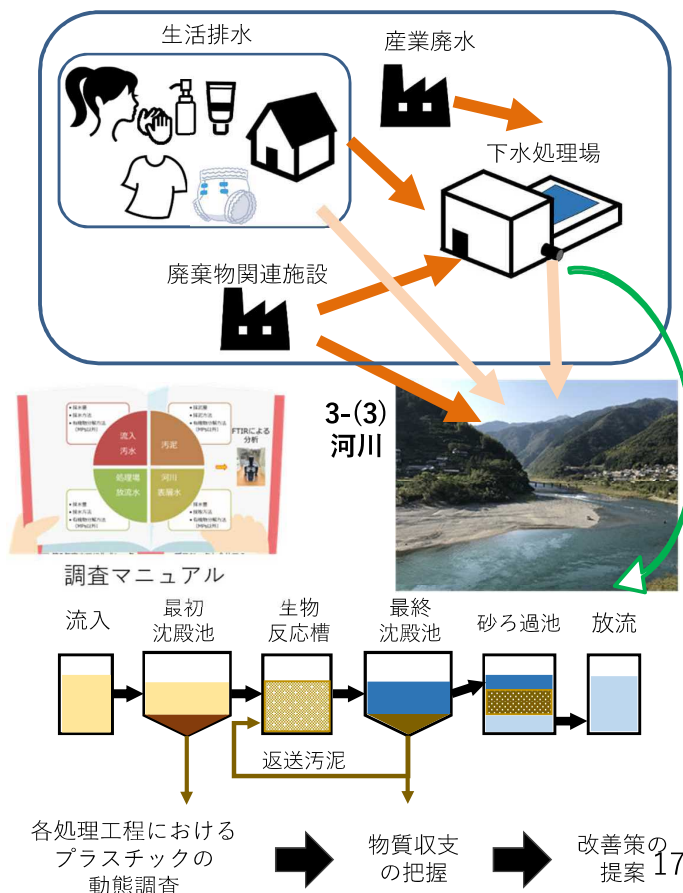 生活排水
産業廃水
下水処理場
廃棄物関連施設
3-(3)
河川
流入
汚水
汚泥
処理場
放流水
河川
表層水
FTIRによる
分析
調査マニュアル
流入
最初
沈殿池
生物
反応槽
最終
沈殿池
砂ろ過池
放流
返送汚泥
各処理工程における
プラスチックの
動態調査
物質収支
の把握
改善策の
提案
17